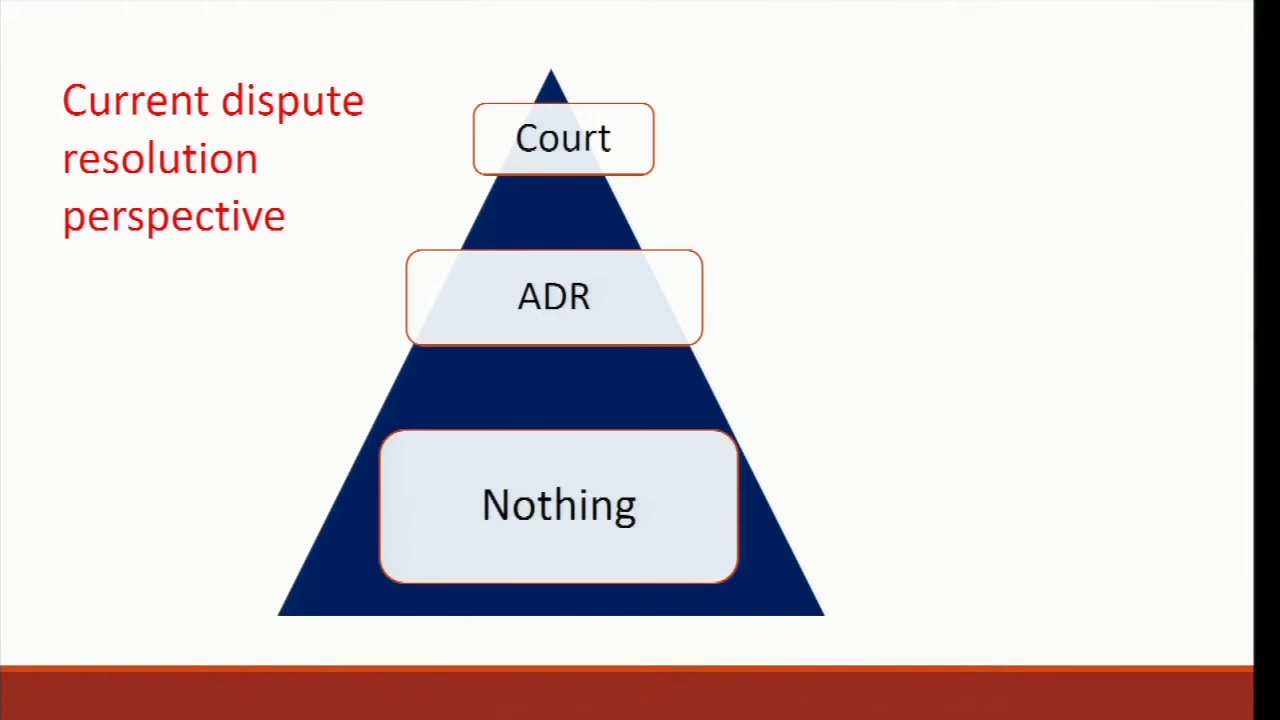 Current dispute
resolution
perspective
Court
ADR
Nothing